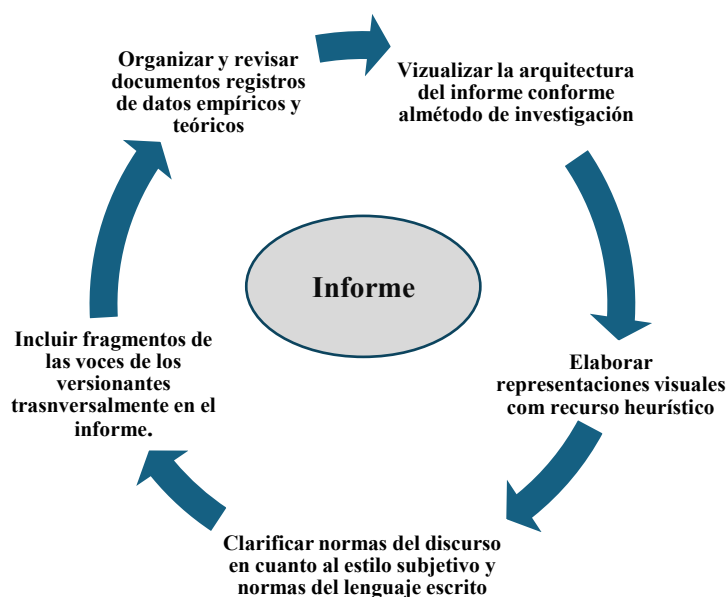 Organizar y revisar
documentos registros
de datos empíricos y
teóricos
Vizualizar la arquitectura
del informe conforme
almétodo de investigación
Informe
Elaborar
representaciones visuales
com recurso heurístico
Clarificar normas del discurso
en cuanto al estilo subjetivo y
normas del lenguaje escrito
Incluir fragmentos de
las voces de los
versionantes
trasnversalmente en el
informe.